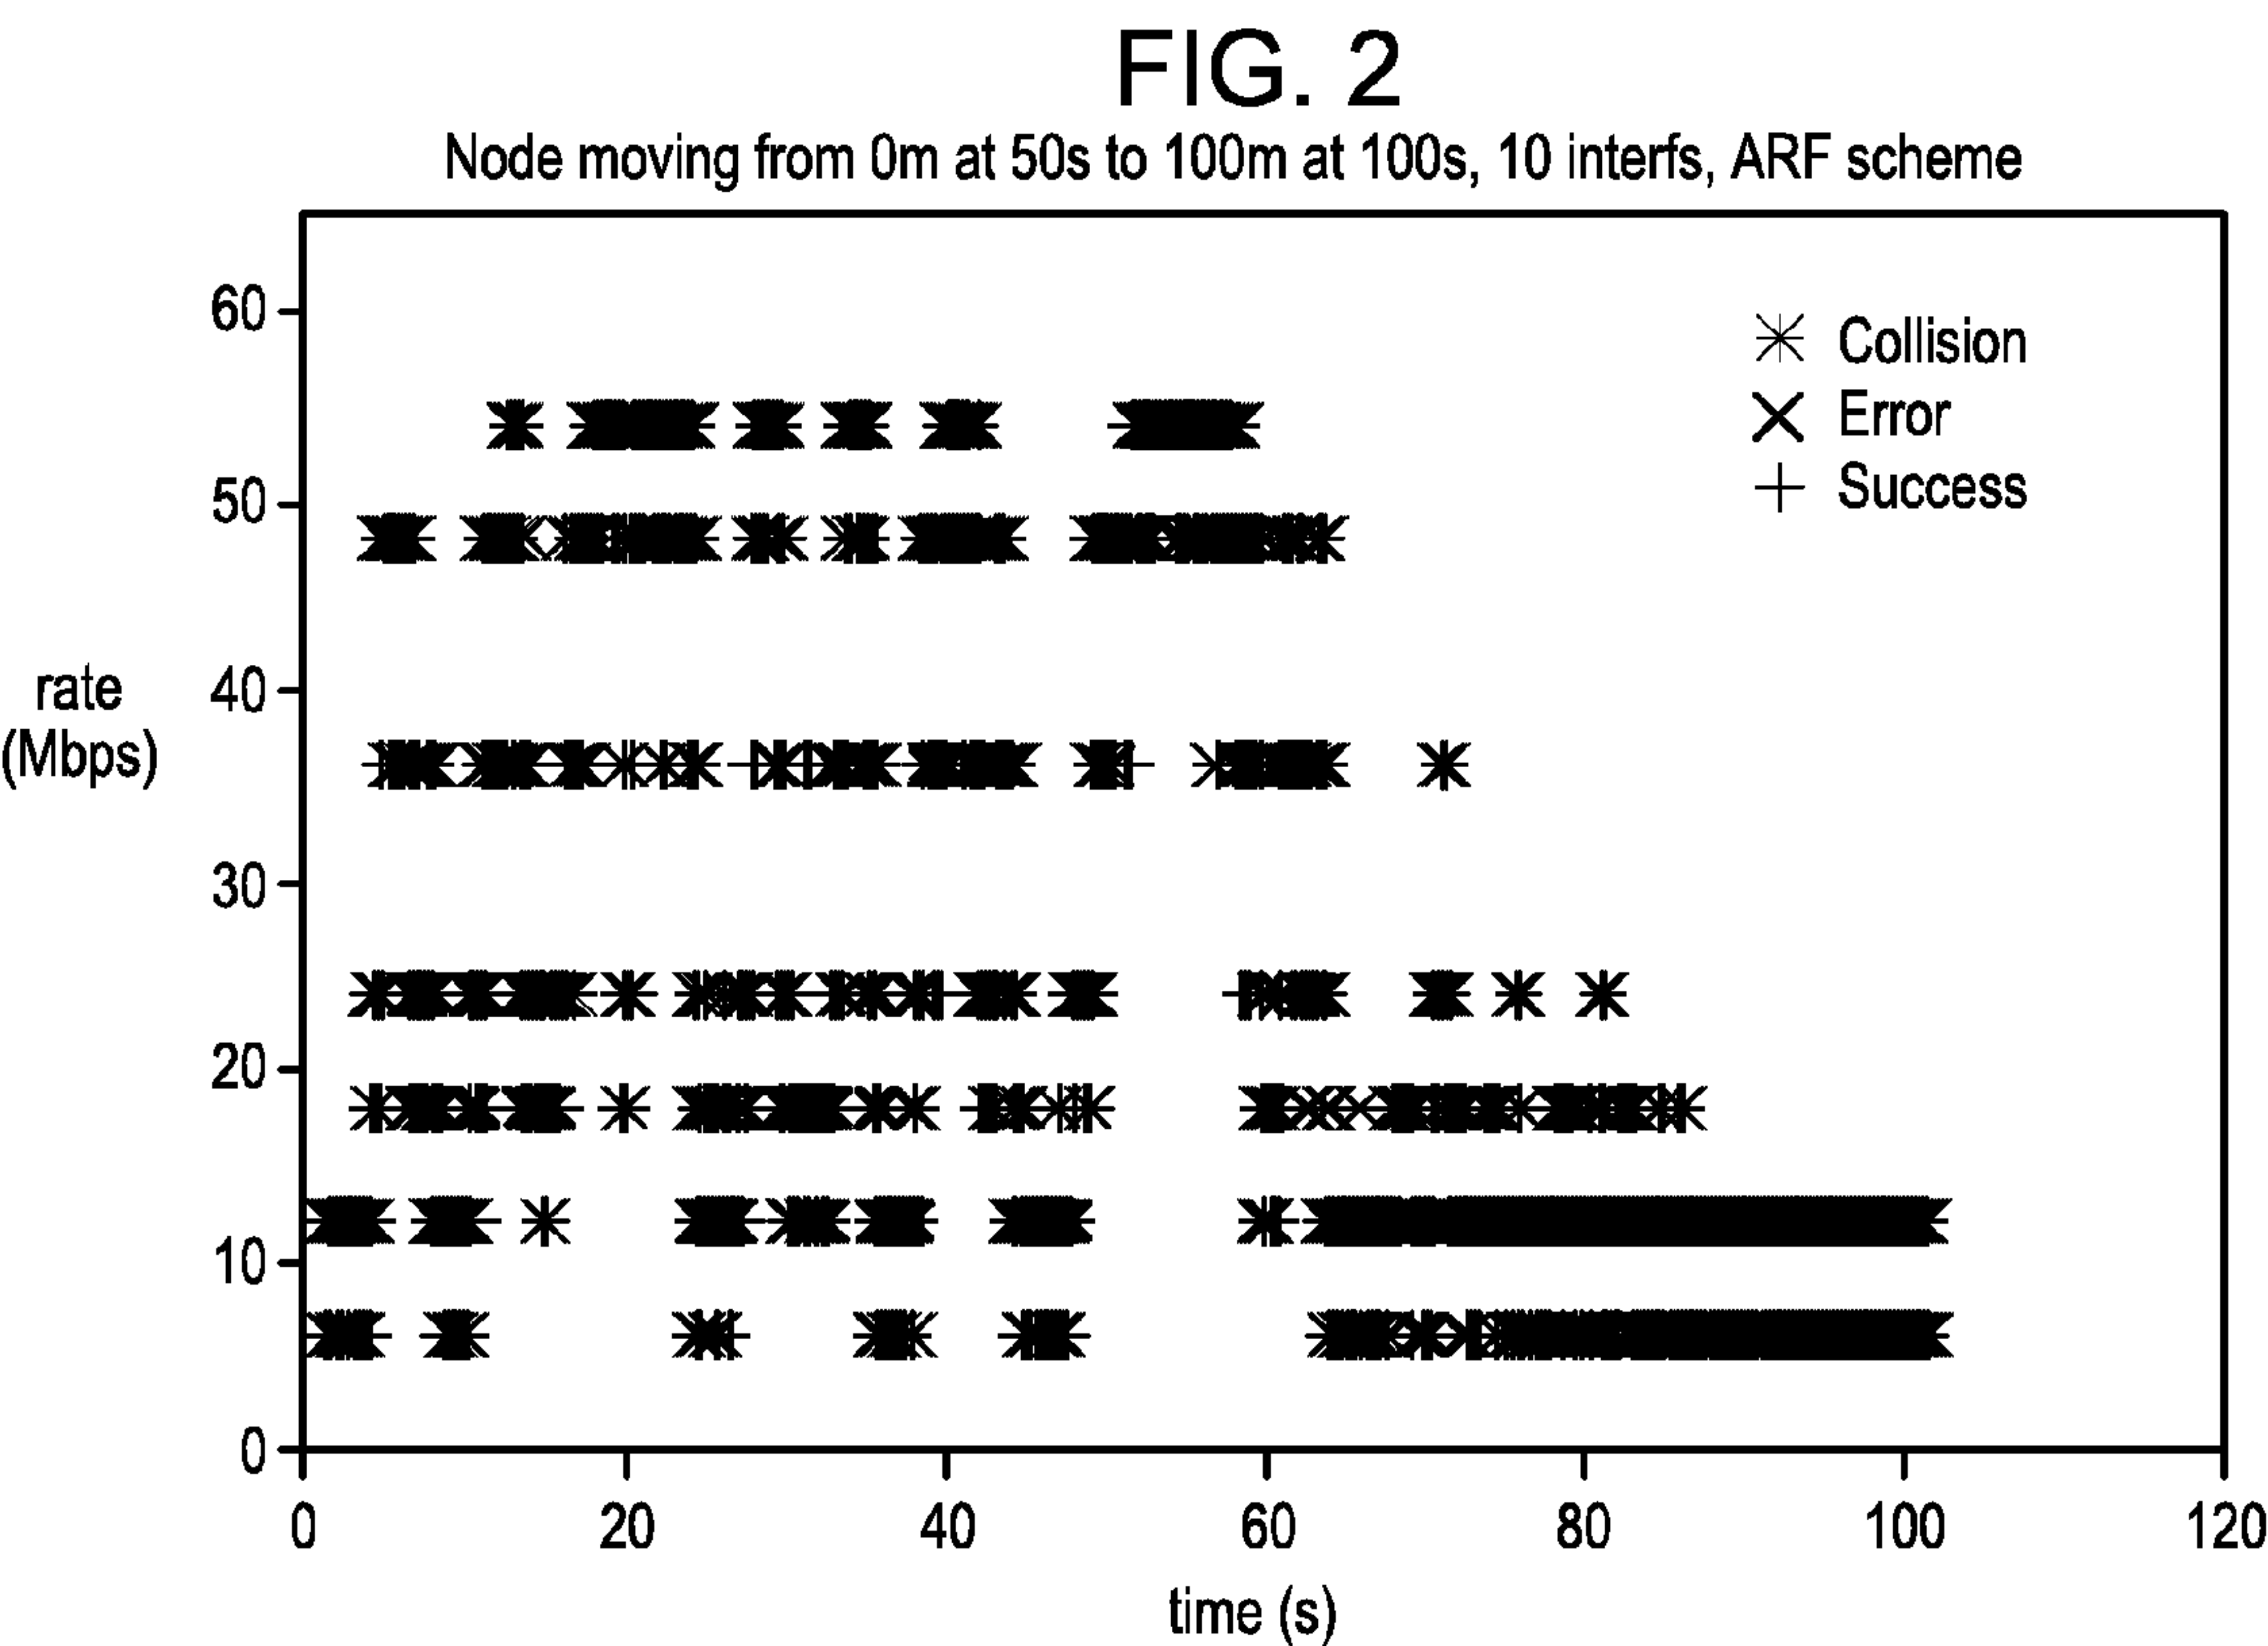 FIG. 2
Node moving from 0m at 50s to 100m at 100s, 10 interfs, ARF scheme
Collision
Error
Success
rate
(Mbps)
60
50
40
30
20
10
0
0 20 40 60 80 100 120
time (s)